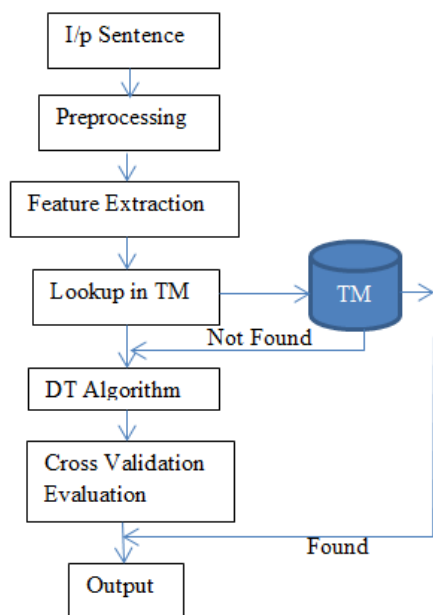 I/p Sentence
Preprocessing
Feature Extraction
Lookup in TM
TM
Not Found
DT Algorithm
Cross Validation
Evaluation
Found
Output